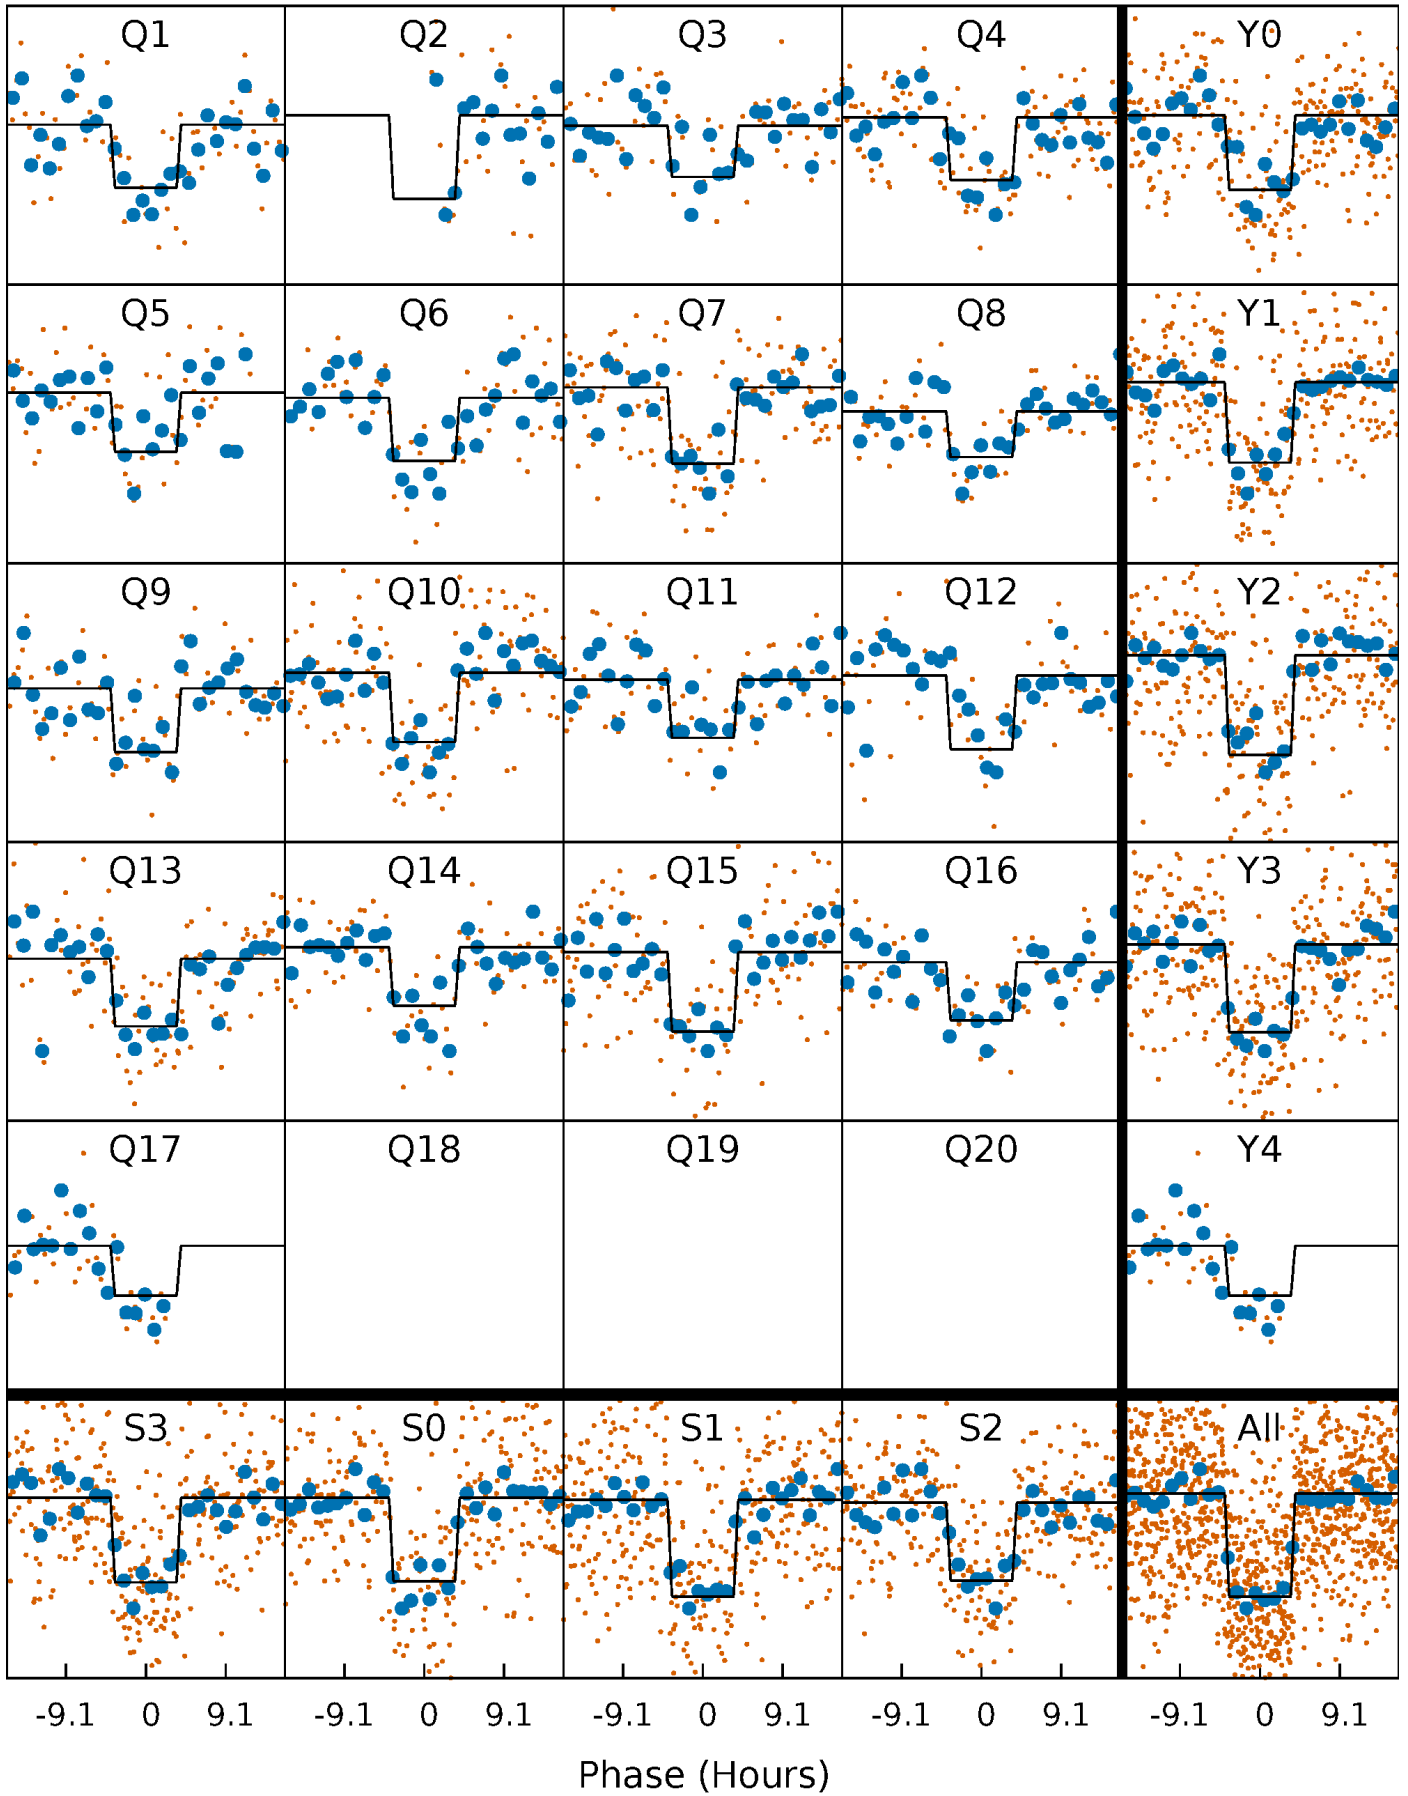 Q1 Q2 Q3 Q4 Y0
Q5 Q6 Q7 Q8 Y1
Q9 Q10 Q11 Q12 Y2
Q13 Q14 Q15 Q16 Y3
Q17 Q18 Q19 Q20 Y4
S3 S0 S1 S2 All
-9.1 0 9.1 -9.1 0 9.1 -9.1 0 9.1 -9.1 0 9.1 -9.1 0 9.1
Phase (Hours)